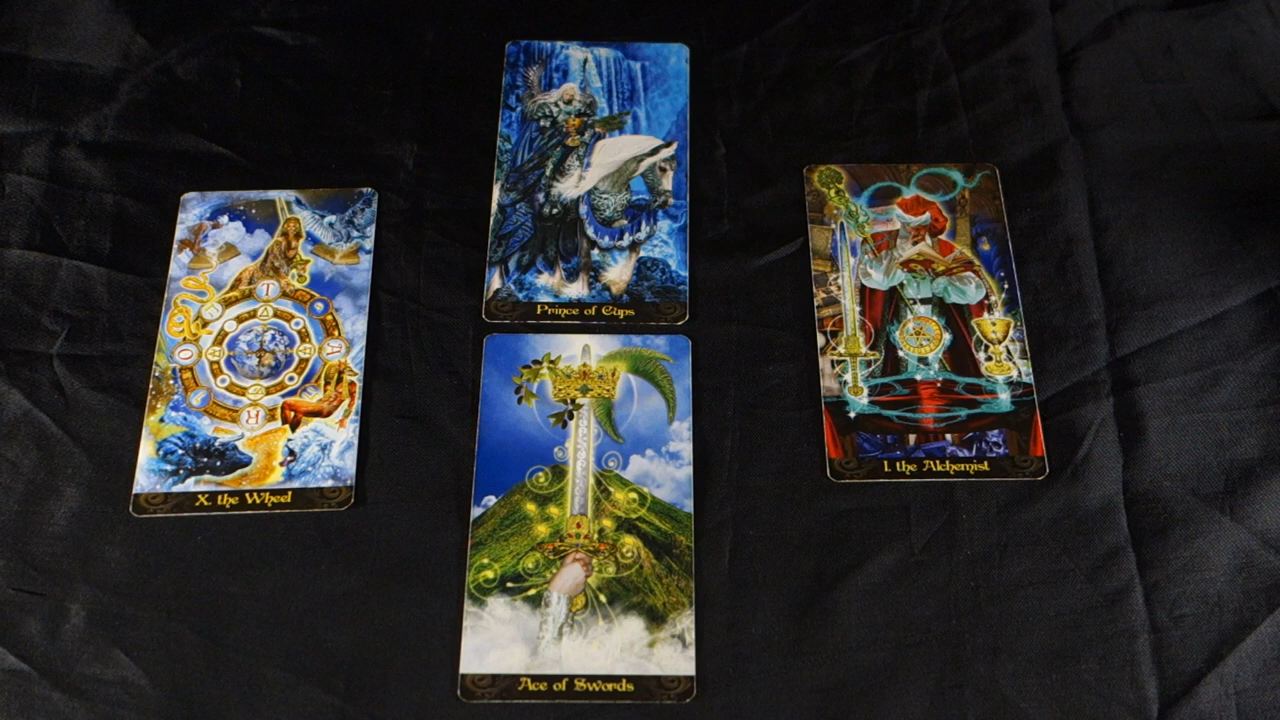 Prince of Cups
X. the Wheel
T
A
R
O
I. the Alchemist
Ace of Swords